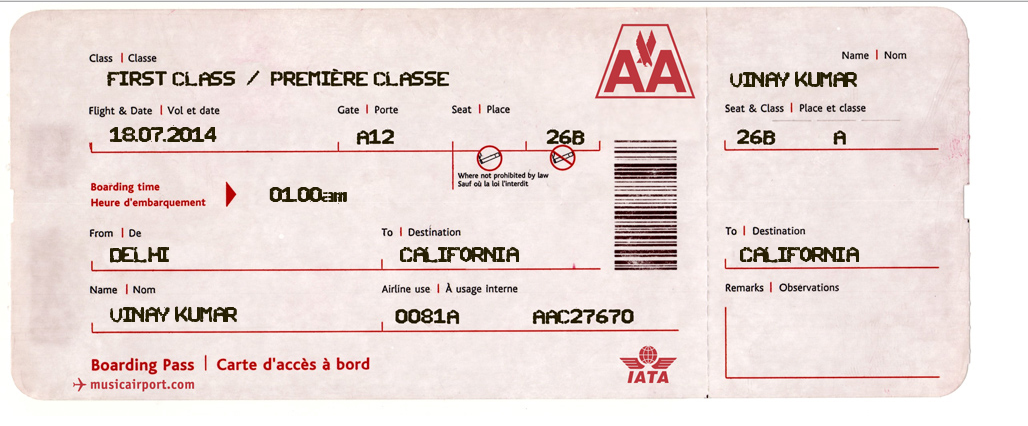 Class | Classe
FIRST CLASS / PREMIÈRE CLASSE
AA
Flight & Date | Vol et date
Gate | Porte
Seat | Place
18.07.2014
A12
26B
Where not prohibited by law
Sauf où la loi l'interdit
Boarding time
Heure d'embarquement
01.00am
From | De
To | Destination
DELHI
CALIFORNIA
Name | Nom
Airline use | À usage interne
VINAY KUMAR
0081A
AAC27670
Boarding Pass | Carte d'accès à bord
musicairport.com
IATA
Name | Nom
VINAY KUMAR
Seat & Class | Place et classe
26B
A
To | Destination
CALIFORNIA
Remarks | Observations